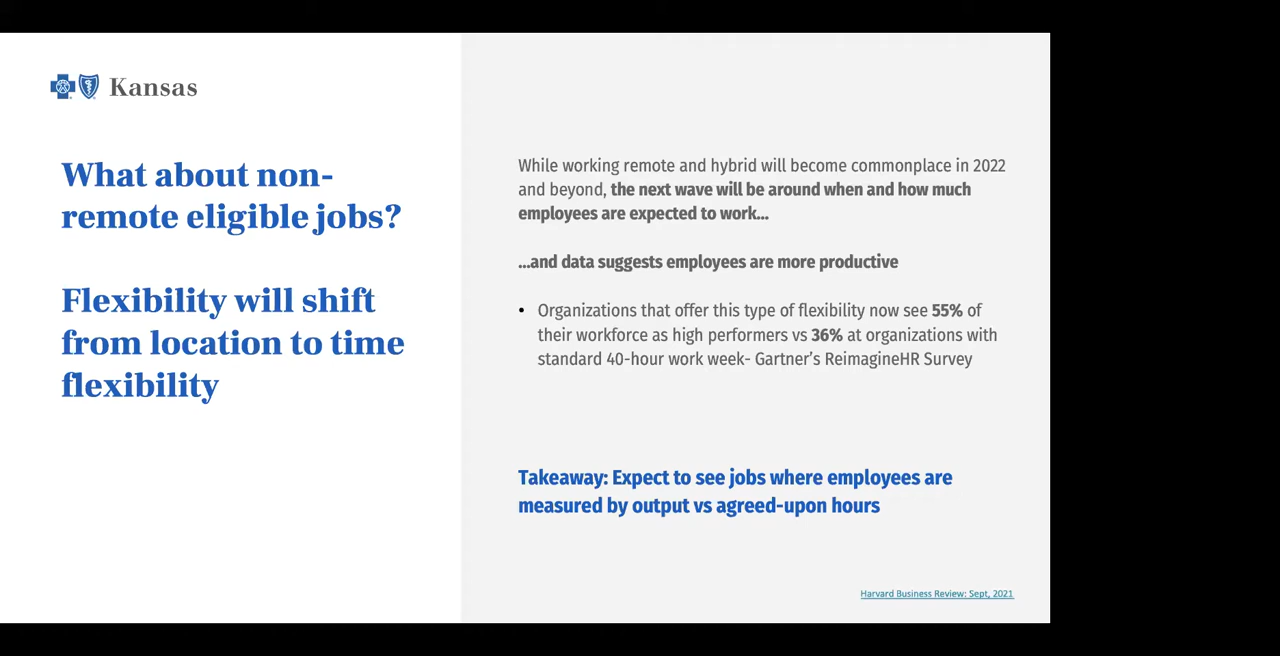 Kansas
What about non-
remote eligible jobs?
Flexibility will shift
from location to time
flexibility
While working remote and hybrid will become commonplace in 2022
and beyond, the next wave will be around when and how much
employees are expected to work...
...and data suggests employees are more productive
• Organizations that offer this type of flexibility now see 55% of
their workforce as high performers vs 36% at organizations with
standard 40-hour work week- Gartner's ReimagineHR Survey
Takeaway: Expect to see jobs where employees are
measured by output vs agreed-upon hours
Harvard Business Review: Sept, 2021